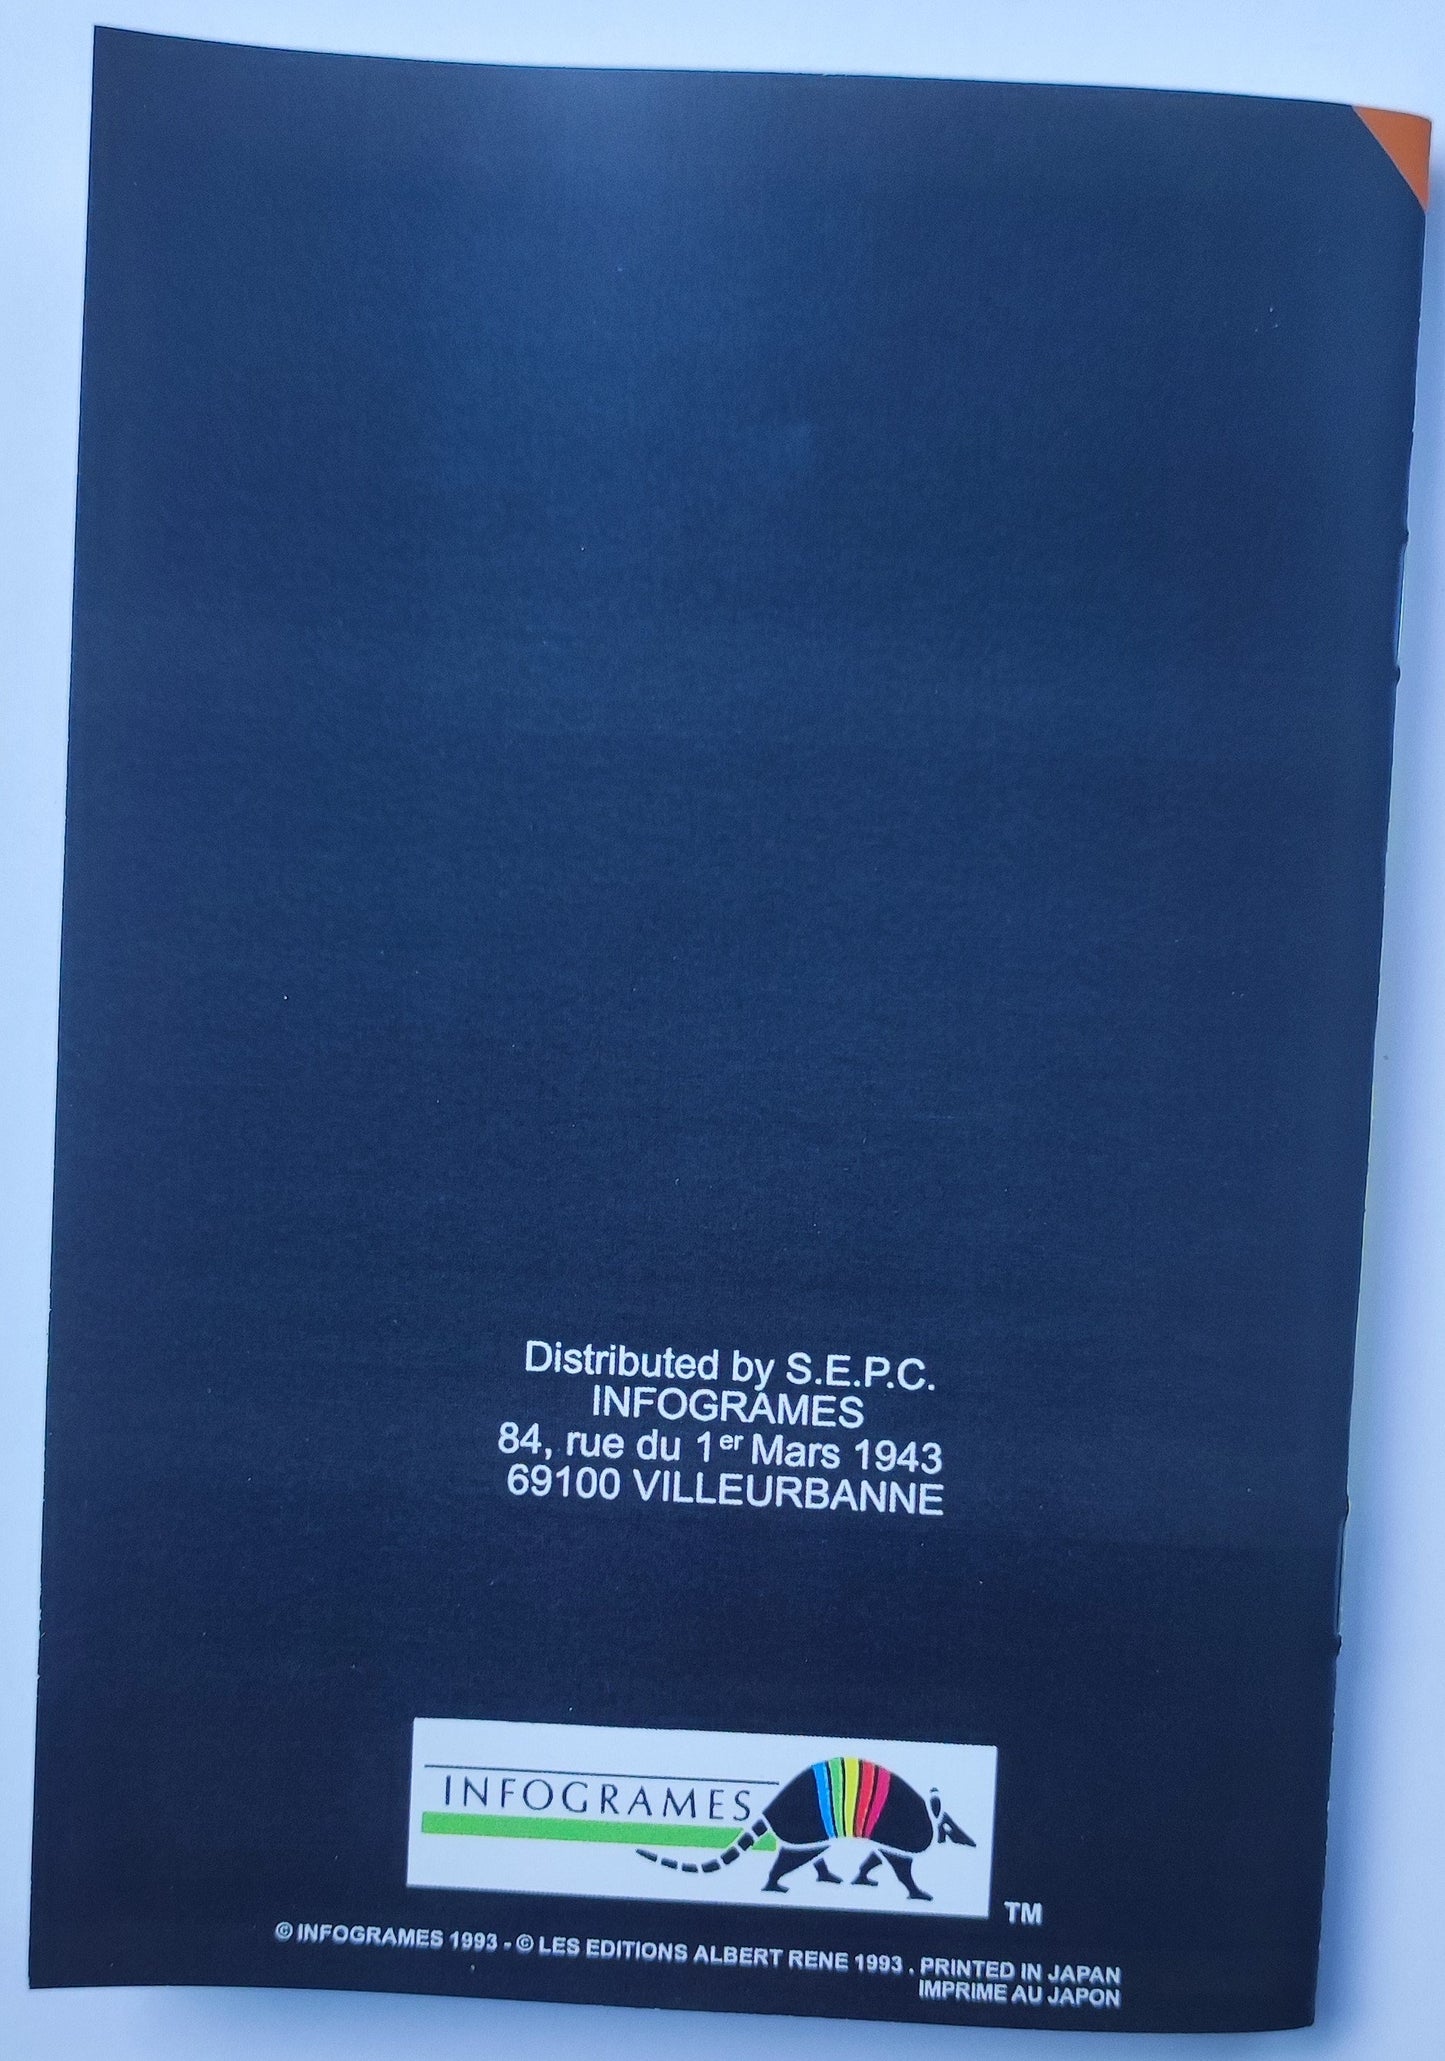 Distributed by S.E.P.C.
INFOGRAMES
84, rue du 1er Mars 1943
69100 VILLEURBANNE
INFOGRAMES
TM
© INFOGRAMES 1993 - © LES EDITIONS ALBERT RENE 1993 . PRINTED IN JAPAN
IMPRIME AU JAPON